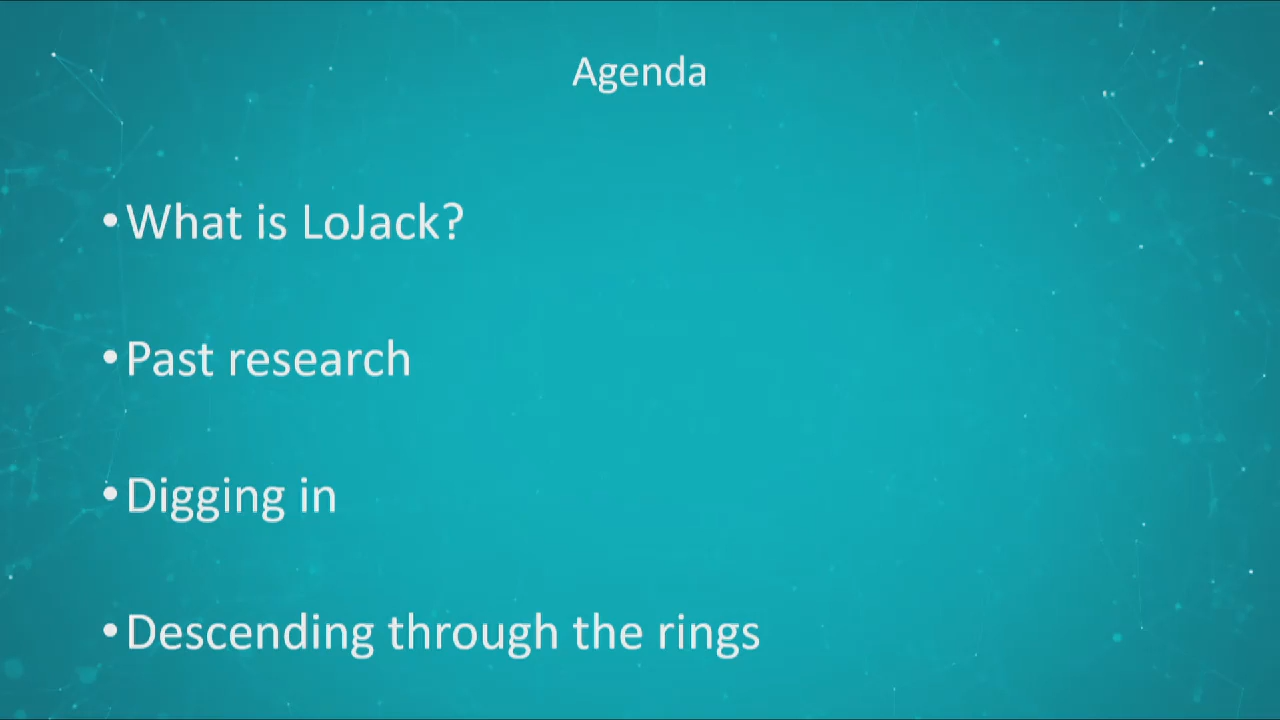 Agenda
•What is LoJack?
•Past research
•Digging in
•Descending through the rings